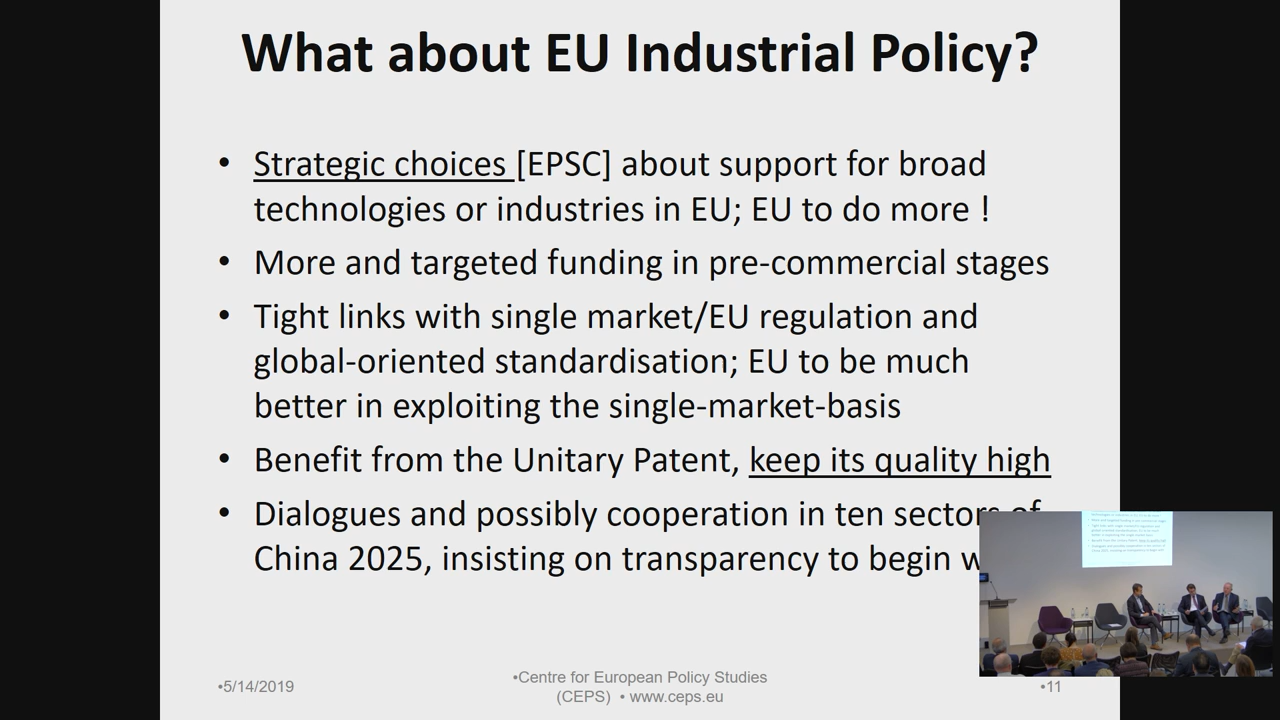 What about EU Industrial Policy?
• Strategic choices [EPSC] about support for broad
technologies or industries in EU; EU to do more !
• More and targeted funding in pre-commercial stages
• Tight links with single market/EU regulation and
global-oriented standardisation; EU to be much
better in exploiting the single-market-basis
• Benefit from the Unitary Patent, keep its quality high
• Dialogues and possibly cooperation in ten sectors of
China 2025, insisting on transparency to begin
•5/14/2019
•Centre for European Policy Studies
(CEPS) • www.ceps.eu
•11